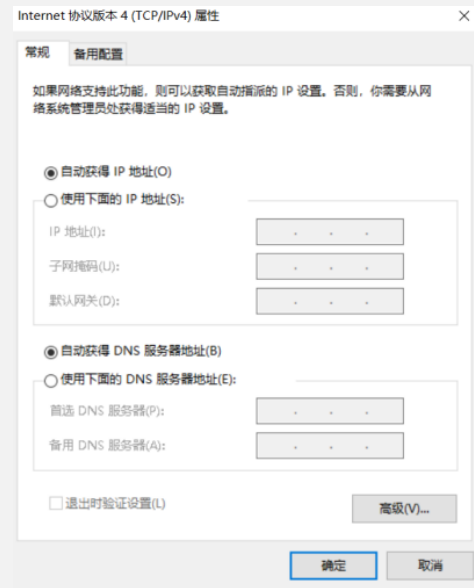 Internet 协议版本 4 (TCP/IPv4) 属性
常规
备用配置
如果网络支持此功能，则可以获取自动指派的 IP 设置。否则，你需要从网
络系统管理员处获得适当的 IP 设置。
自动获得 IP 地址(O)
使用下面的 IP 地址(S):
IP 地址(I):
子网掩码(U):
默认网关(D):
自动获得 DNS 服务器地址(B)
使用下面的 DNS 服务器地址(E):
首选 DNS 服务器(P):
备用 DNS 服务器(A):
退出时验证设置(L)
高级(V)...
确定
取消